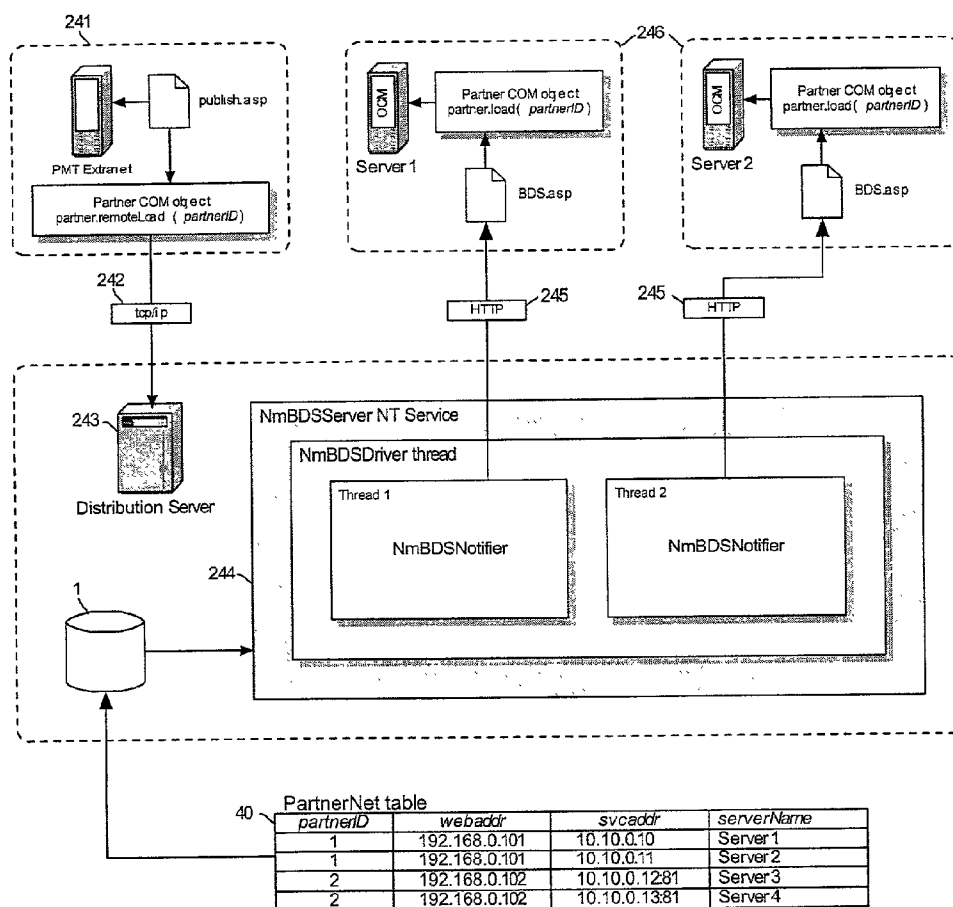 241
publish.asp
PMT Extranet
Partner COM object
partner.remoteLoad ( partnerID)
242
tcp/ip
246
OCM
Server 1
Partner COM object
partner.load( partnerID)
BDS.asp
OCM
Server 2
Partner COM object
partner.load( partnerID)
BDS.asp
HTTP
245
245
HTTP
243
Distribution Server
NmBDSServer NT Service
NmBDSDriver thread
Thread 1
NmBDSNotifier
Thread 2
NmBDSNotifier
244
1
40
PartnerNet table
partnerID webaddr svcaddr serverName
1 192.168.0.101 10.10.0.10 Server1
1 192.168.0.101 10.10.0.11 Server2
2 192.168.0.102 10.10.0.12:81 Server3
2 192.168.0.102 10.10.0.13:81 Server4